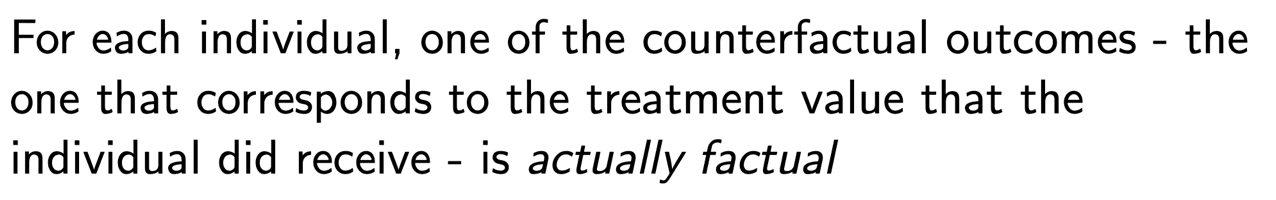 For each individual, one of the counterfactual outcomes - the
one that corresponds to the treatment value that the
individual did receive - is actually factual